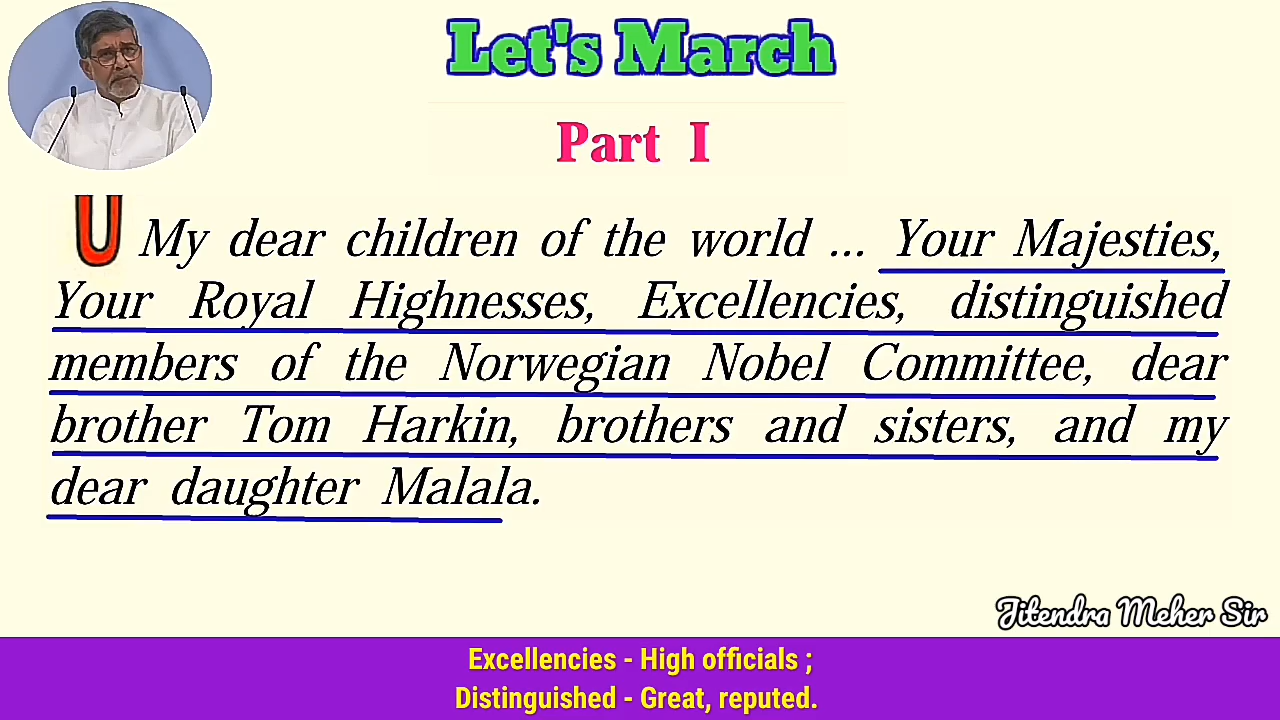 Let's March
Part I
U My dear children of the world ... Your Majesties,
Your Royal Highnesses, Excellencies, distinguished
members of the Norwegian Nobel Committee, dear
brother Tom Harkin, brothers and sisters, and my
dear daughter Malala.
Jitendra Meher Sir
Excellencies - High officials ;
Distinguished - Great, reputed.